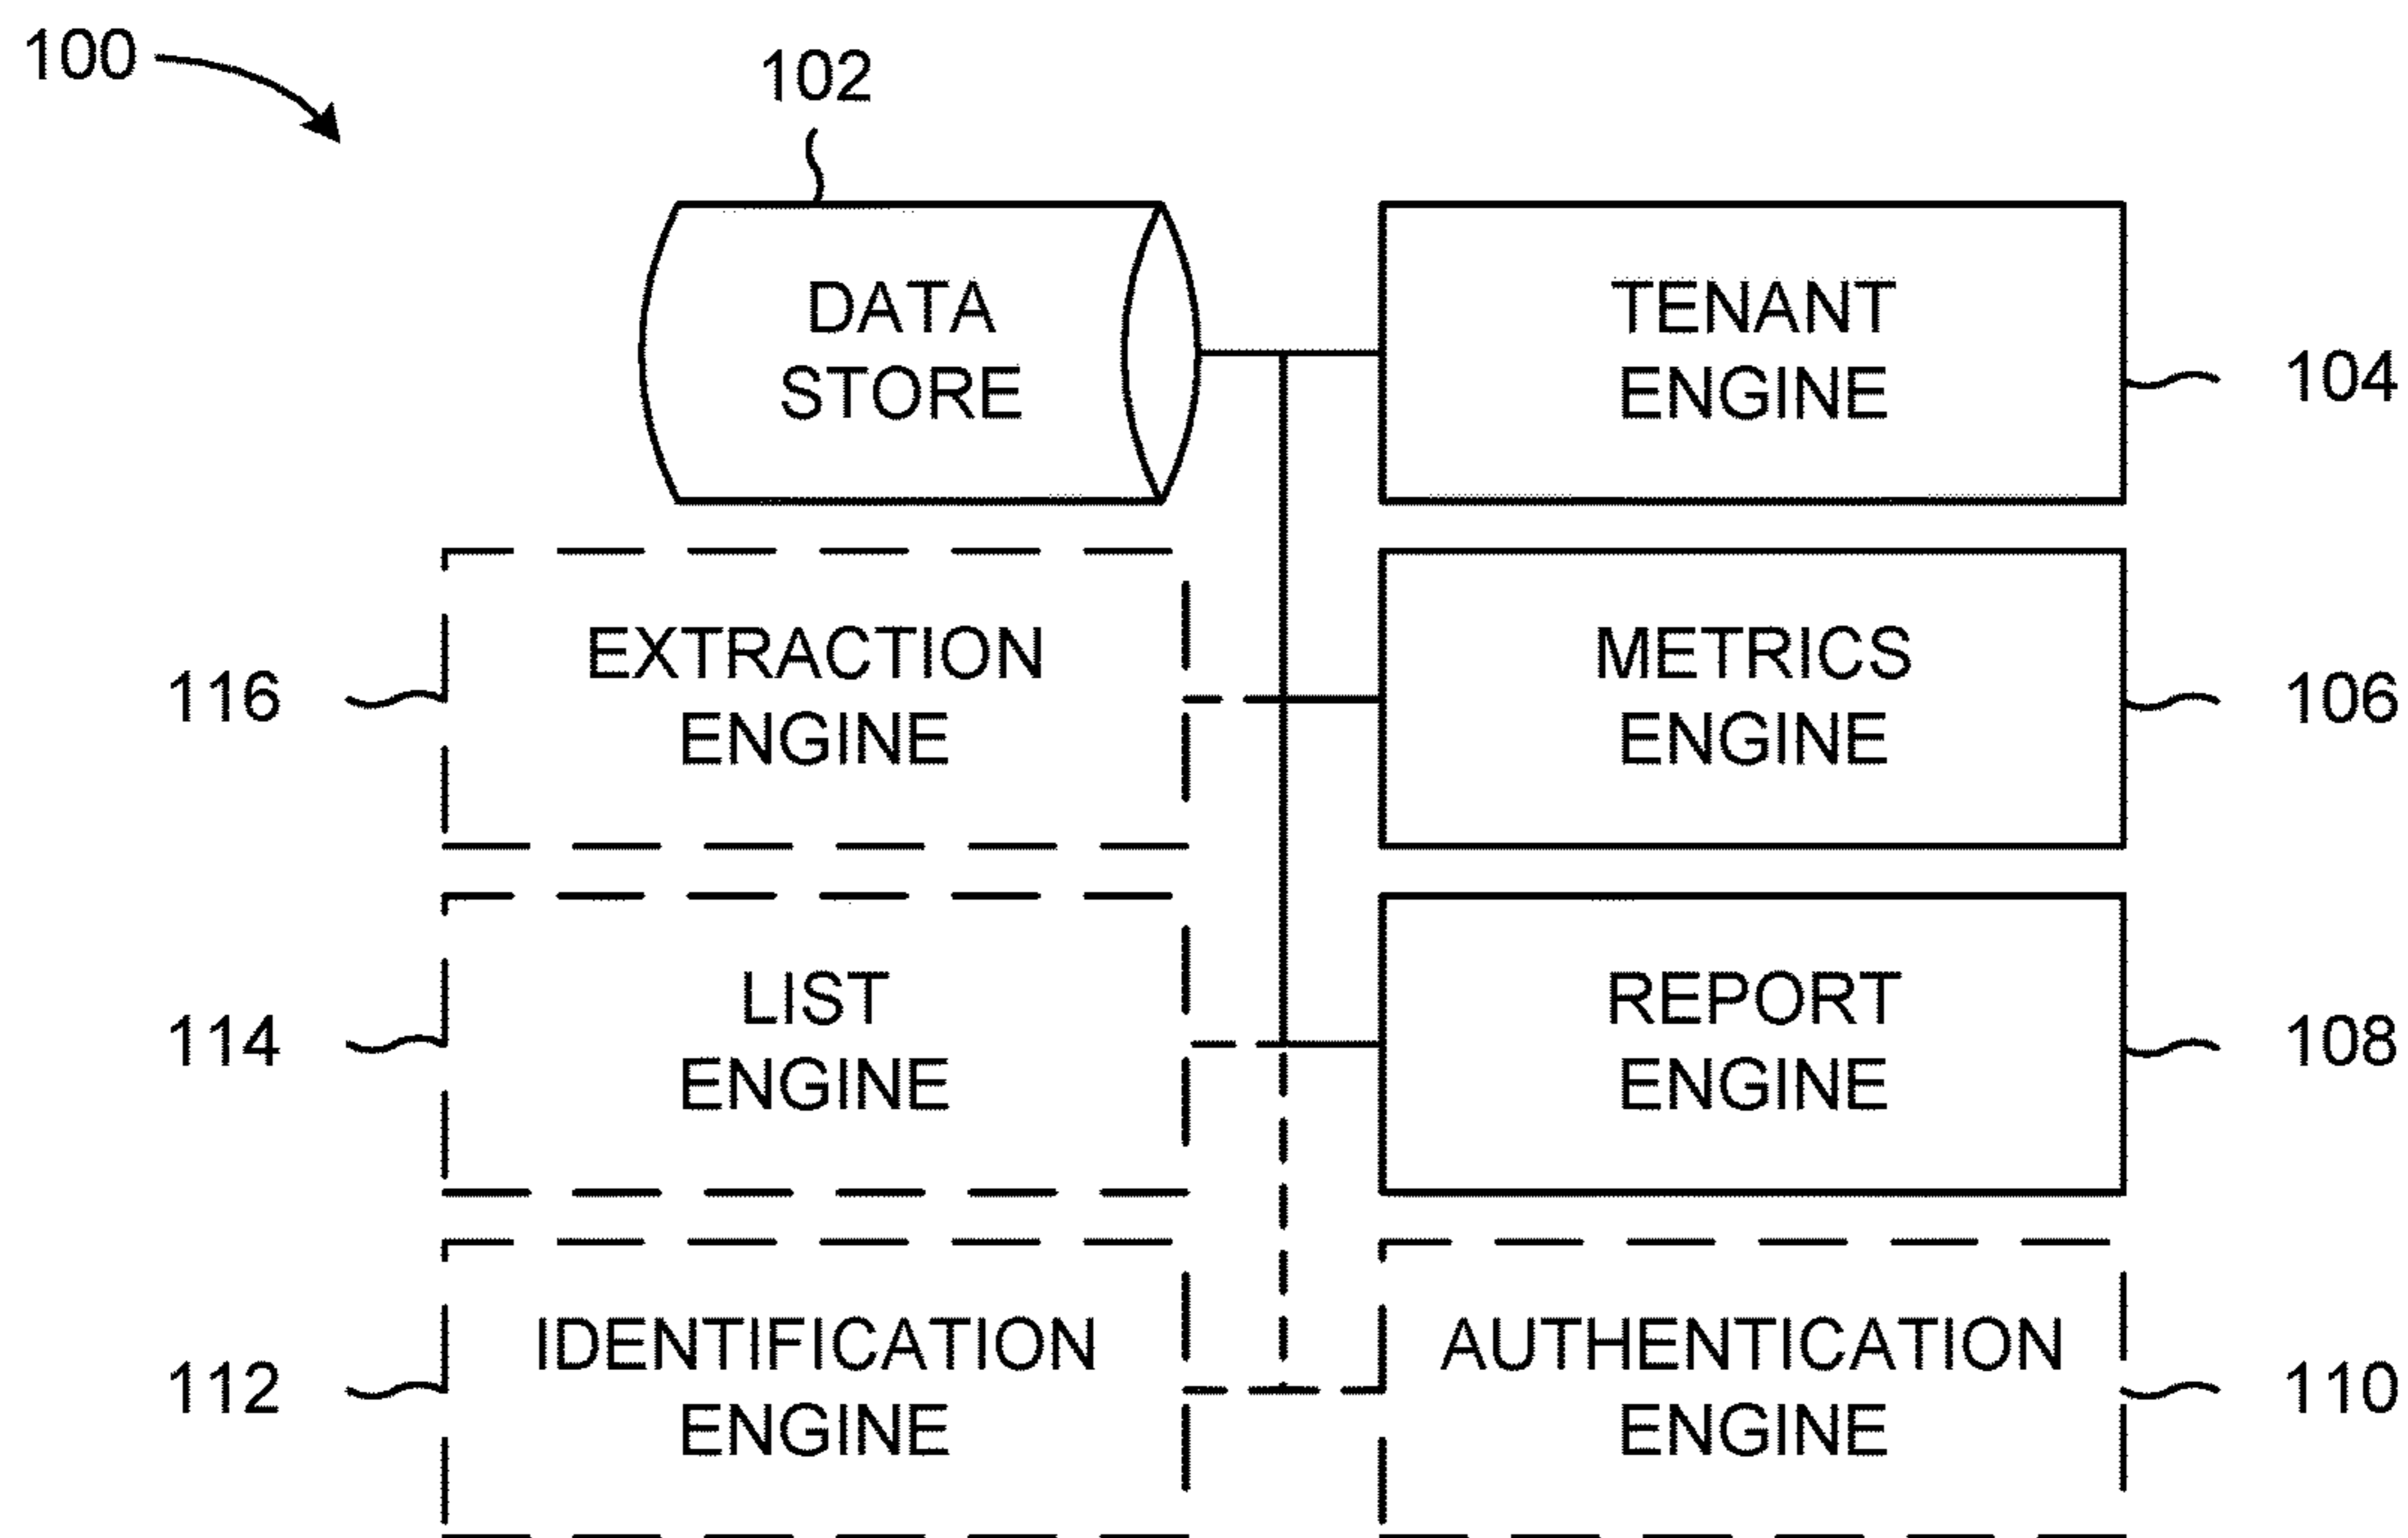 100
102
DATA
STORE
TENANT
ENGINE
104
116
EXTRACTION
ENGINE
METRICS
ENGINE
106
114
LIST
ENGINE
REPORT
ENGINE
108
112
IDENTIFICATION
ENGINE
AUTHENTICATION
ENGINE
110